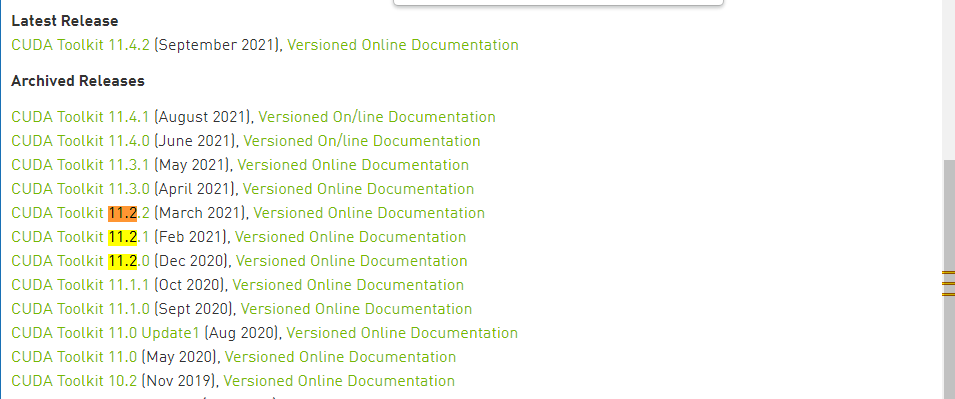 Latest Release
CUDA Toolkit 11.4.2 (September 2021), Versioned Online Documentation
Archived Releases
CUDA Toolkit 11.4.1 (August 2021), Versioned On/line Documentation
CUDA Toolkit 11.4.0 (June 2021), Versioned On/line Documentation
CUDA Toolkit 11.3.1 (May 2021), Versioned Online Documentation
CUDA Toolkit 11.3.0 (April 2021), Versioned Online Documentation
CUDA Toolkit 11.2.2 (March 2021), Versioned Online Documentation
CUDA Toolkit 11.2.1 (Feb 2021), Versioned Online Documentation
CUDA Toolkit 11.2.0 (Dec 2020), Versioned Online Documentation
CUDA Toolkit 11.1.1 (Oct 2020), Versioned Online Documentation
CUDA Toolkit 11.1.0 (Sept 2020), Versioned Online Documentation
CUDA Toolkit 11.0 Update1 (Aug 2020), Versioned Online Documentation
CUDA Toolkit 11.0 (May 2020), Versioned Online Documentation
CUDA Toolkit 10.2 (Nov 2019), Versioned Online Documentation